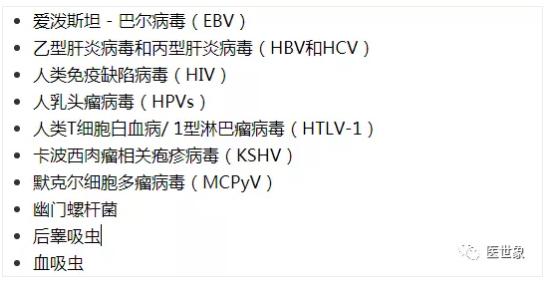 • 爱泼斯坦－巴尔病毒（EBV）
• 乙型肝炎病毒和丙型肝炎病毒（HBV和HCV）
• 人类免疫缺陷病毒（HIV）
• 人乳头瘤病毒（HPVs）
• 人类T细胞白血病/ 1型淋巴瘤病毒（HTLV-1）
• 卡波西肉瘤相关疱疹病毒（KSHV）
• 默克尔细胞多瘤病毒（MCPyV）
• 幽门螺杆菌
• 后睾吸虫
• 血吸虫
医世象